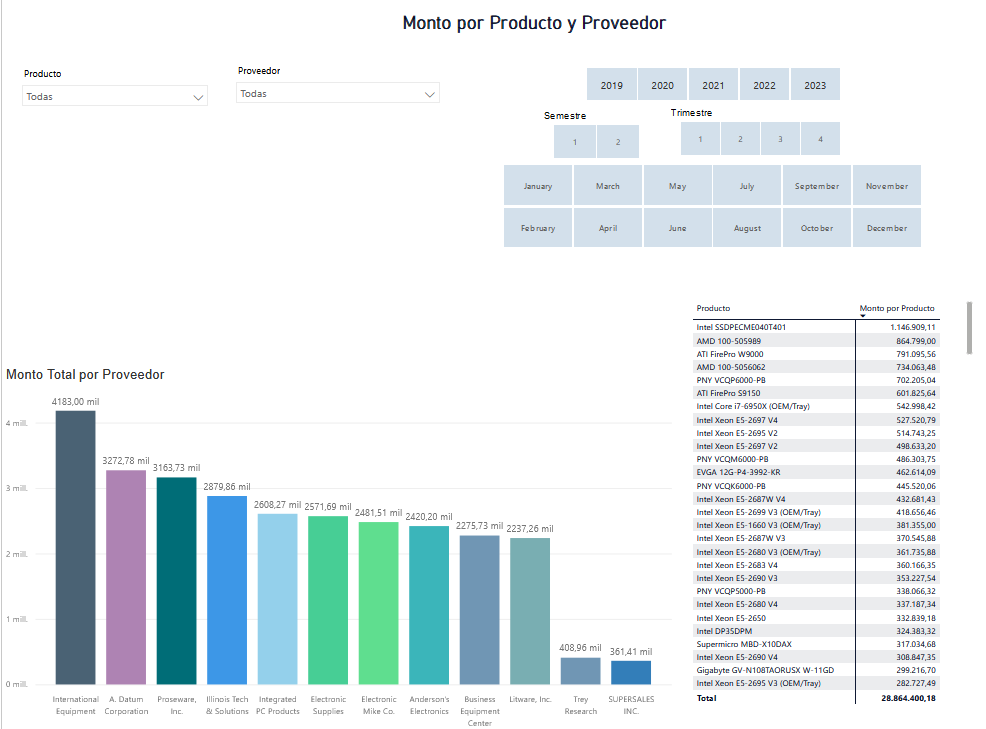 Monto por Producto y Proveedor
Producto
Todas
Proveedor
Todas
2019 2020 2021 2022 2023
Semestre
1 2
Trimestre
1 2 3 4
January March May July September November
February April June August October December
Monto Total por Proveedor
4 mill.
3 mill.
2 mill.
1 mill.
0 mill.
4183,00 mil
3272,78 mil
3163,73 mil
2879,86 mil
2608,27 mil
2571,69 mil
2481,51 mil
2420,20 mil
2275,73 mil
2237,26 mil
408,96 mil
361,41 mil
International
Equipment
A. Datum
Corporation
Proseware,
Inc.
Illinois Tech
& Solutions
Integrated
PC Products
Electronic
Supplies
Electronic
Mike Co.
Anderson's
Electronics
Business
Equipment
Center
Litware, Inc.
Trey
Research
SUPERSALES
INC.
Producto Monto por Producto
Intel SSDPECME040T401 1.146.909,11
AMD 100-505989 864.799,00
ATI FirePro W9000 791.095,56
AMD 100-5056062 734.063,48
PNY VCQP6000-PB 702.205,04
ATI FirePro S9150 601.825,64
Intel Core i7-6950X (OEM/Tray) 542.998,42
Intel Xeon E5-2697 V4 527.520,79
Intel Xeon E5-2695 V2 514.743,25
Intel Xeon E5-2697 V2 498.633,20
PNY VCQM6000-PB 486.303,75
EVGA 12G-P4-3992-KR 462.614,09
PNY VCQK6000-PB 445.520,06
Intel Xeon E5-2687W V4 432.681,43
Intel Xeon E5-2699 V3 (OEM/Tray) 418.656,46
Intel Xeon E5-1660 V3 (OEM/Tray) 381.355,00
Intel Xeon E5-2687W V3 370.545,88
Intel Xeon E5-2680 V3 (OEM/Tray) 361.735,88
Intel Xeon E5-2683 V4 360.166,35
Intel Xeon E5-2690 V3 353.227,54
PNY VCQP5000-PB 338.066,32
Intel Xeon E5-2680 V4 337.187,34
Intel Xeon E5-2650 332.839,18
Intel DP35DPM 324.383,32
Supermicro MBD-X10DAX 317.034,68
Intel Xeon E5-2690 V4 308.847,35
Gigabyte GV-N108TAORUSX W-11GD 299.216,70
Intel Xeon E5-2695 V3 (OEM/Tray) 282.727,49
Total 28.864.400,18